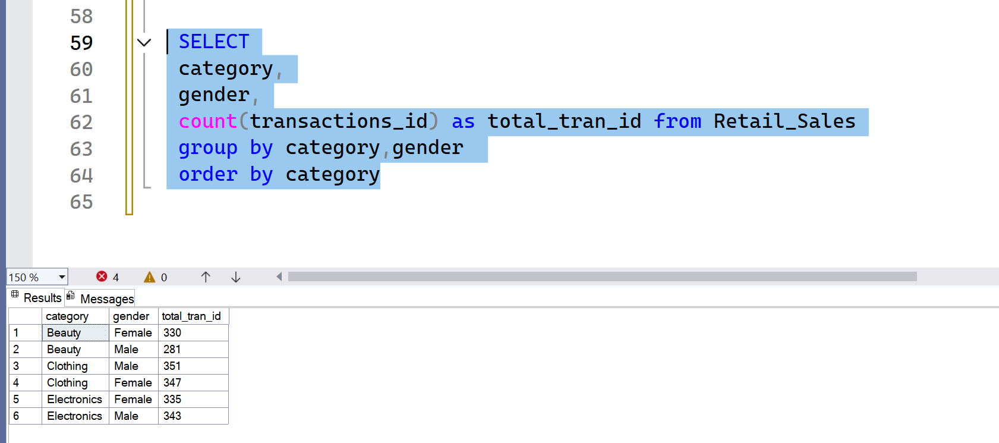 58
59 SELECT
60 category,
61 gender,
62 count(transactions_id) as total_tran_id from Retail_Sales
63 group by category,gender
64 order by category
65
150 % 4 0
Results Messages
category gender total_tran_id
1 Beauty Female 330
2 Beauty Male 281
3 Clothing Male 351
4 Clothing Female 347
5 Electronics Female 335
6 Electronics Male 343